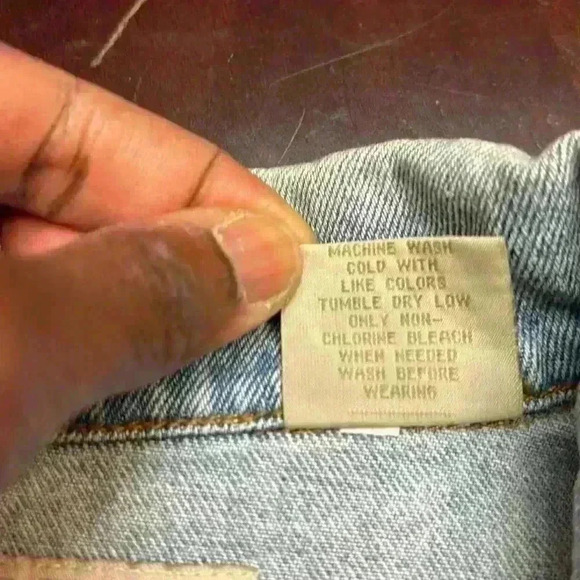 MACHINE WASH
COLD WITH
LIKE COLORS
TUMBLE DRY LOW
ONLY NON-
CHLORINE BLEACH
WHEN NEEDED
WASH BEFORE
WEARING